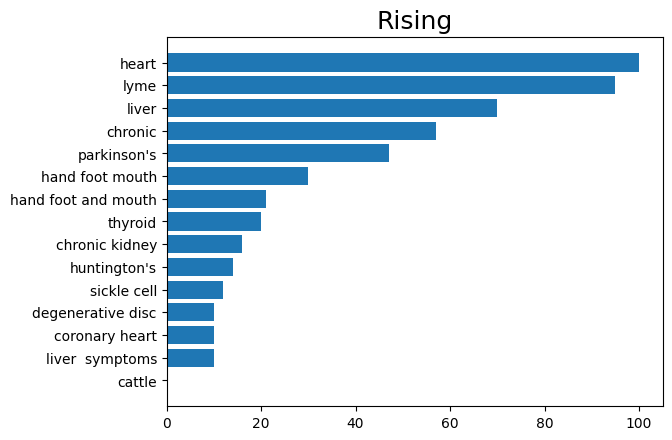 Rising
heart
lyme
liver
chronic
parkinson's
hand foot mouth
hand foot and mouth
thyroid
chronic kidney
huntington's
sickle cell
degenerative disc
coronary heart
liver  symptoms
cattle
0 20 40 60 80 100